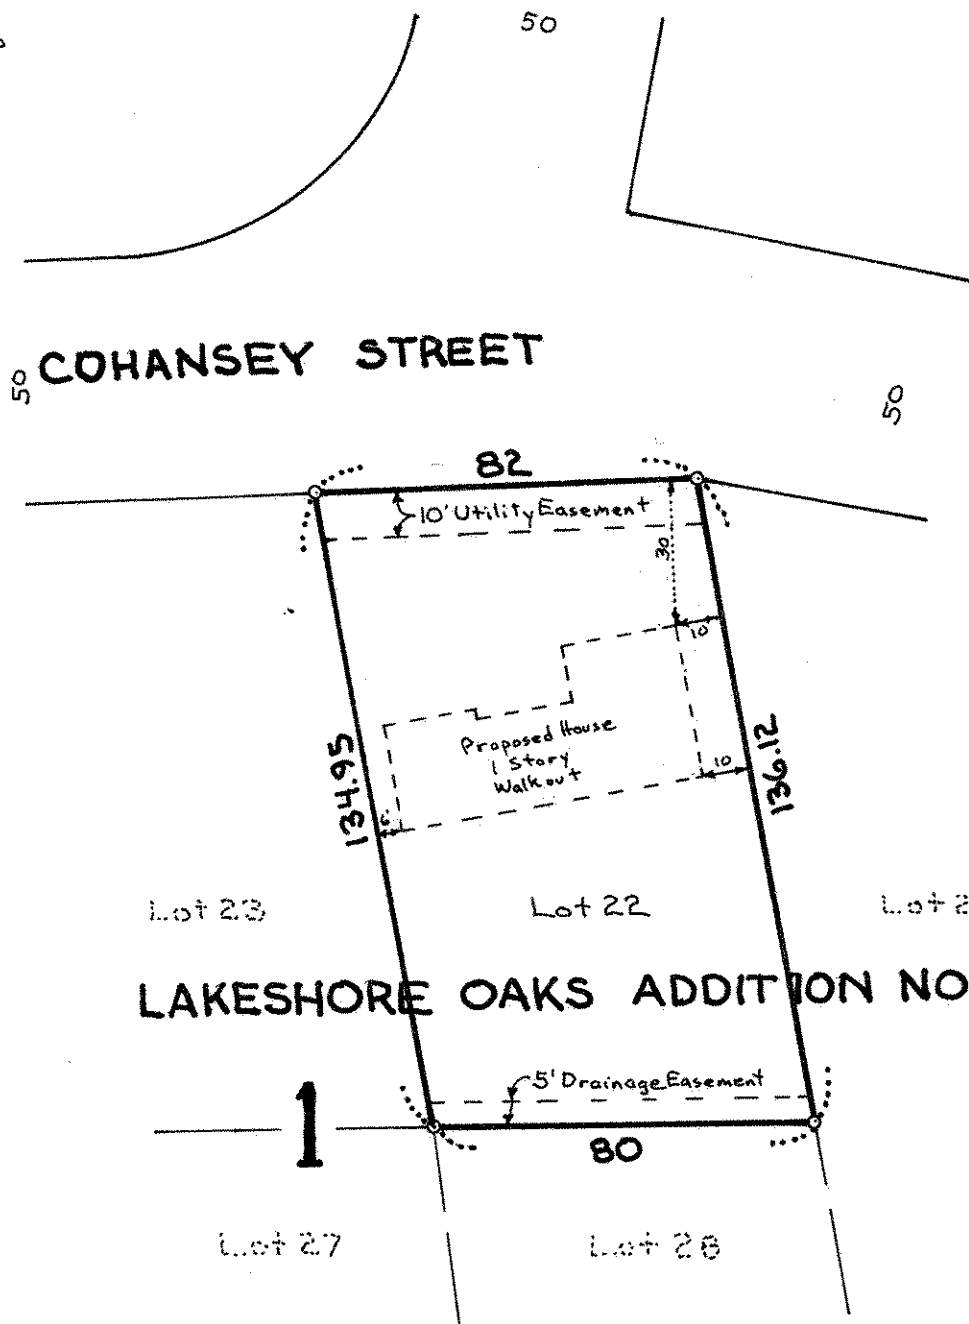 50
COHANSEY STREET
50
50
82
10' Utility Easement
30
10
Proposed House
1 Story
Walkout
10
6
134.95
136.12
Lot 23
Lot 22
LAKESHORE OAKS ADDITION NO
5' Drainage Easement
1
80
Lot 27
Lot 28